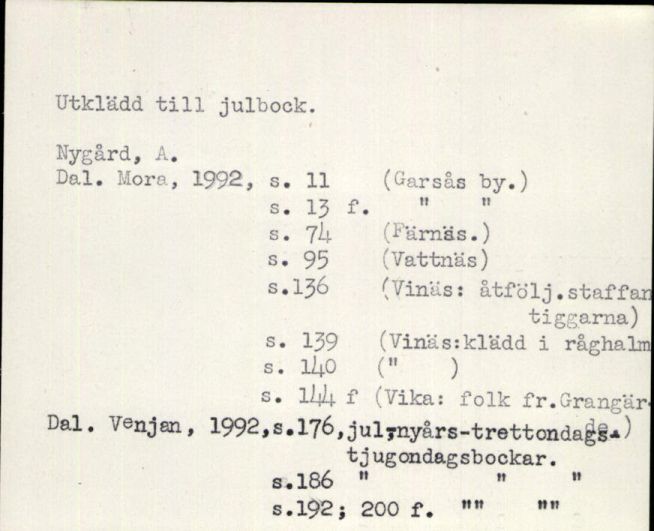 Utklädd till julbock.
Nygård, A.
Dal. Mora, 1992, s. 11 (Garsås by.)
s. 13 f. " "
s. 74 (Färnäs.)
s. 95 (Vattnäs)
s.136 (Vinäs: åtfölj.staffan
tiggarna)
s. 139 (Vinäs:klädd i råghalm
s. 140 (" )
s. 144 f (Vika: folk fr.Grangär-
de.)
Dal. Venjan, 1992,s.176,jul,nyårs-trettondags-
tjugondagsbockar.
s.186 " " "
s.192; 200 f. "" ""